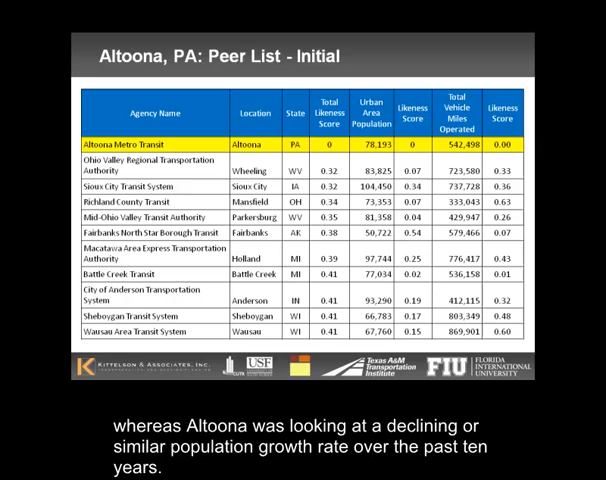 Altoona, PA: Peer List - Initial
Agency Name Location State Total Likeness Score Urban Area Population Likeness Score Total Vehicle Miles Operated Likeness Score
Altoona Metro Transit Altoona PA 0 78,193 0 542,498 0.00
Ohio Valley Regional Transportation
Authority Wheeling WV 0.32 83,825 0.07 723,580 0.33
Sioux City Transit System Sioux City IA 0.32 104,450 0.34 737,728 0.36
Richland County Transit Mansfield OH 0.34 73,353 0.07 333,043 0.63
Mid-Ohio Valley Transit Authority Parkersburg WV 0.35 81,358 0.04 429,947 0.26
Fairbanks North Star Borough Transit Fairbanks AK 0.38 50,722 0.54 579,466 0.07
Macatawa Area Express Transportation
Authority Holland MI 0.39 97,744 0.25 776,417 0.43
Battle Creek Transit Battle Creek MI 0.41 77,034 0.02 536,158 0.01
City of Anderson Transportation
System Anderson IN 0.41 93,290 0.19 412,115 0.32
Sheboygan Transit System Sheboygan WI 0.41 66,783 0.17 803,349 0.48
Wausau Area Transit System Wausau WI 0.41 67,760 0.15 869,901 0.60
KITTELSON & ASSOCIATES, INC. CUTR USF Texas A&M Transportation Institute FIU FLORIDA INTERNATIONAL UNIVERSITY
whereas Altoona was looking at a declining or
similar population growth rate over the past ten
years.